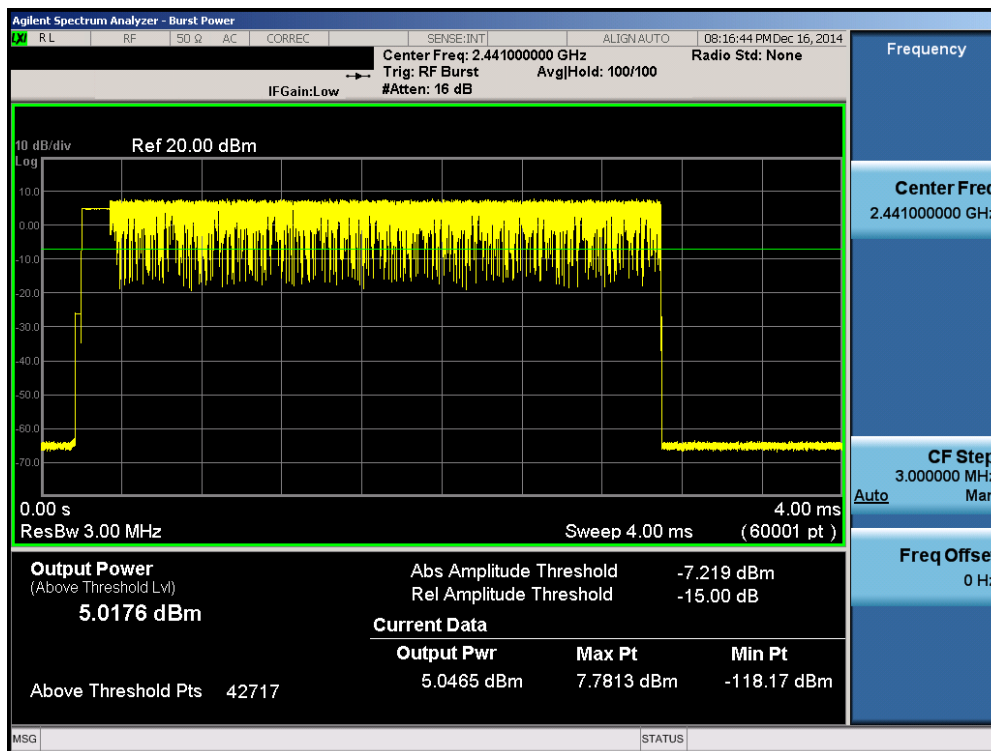 Agilent Spectrum Analyzer - Burst Power
LXI RL RF 50 Ω AC CORREC SENSE:INT ALIGN AUTO 08:16:44 PM Dec 16, 2014
Center Freq: 2.441000000 GHz Radio Std: None
Trig: RF Burst Avg|Hold: 100/100
IFGain:Low #Atten: 16 dB
10 dB/div Ref 20.00 dBm
Log
10.0
0.00
-10.0
-20.0
-30.0
-40.0
-50.0
-60.0
-70.0
0.00 s 4.00 ms
ResBw 3.00 MHz Sweep 4.00 ms (60001 pt)
Output Power
(Above Threshold Lvl)
5.0176 dBm
Above Threshold Pts 42717
Abs Amplitude Threshold -7.219 dBm
Rel Amplitude Threshold -15.00 dB
Current Data
Output Pwr Max Pt Min Pt
5.0465 dBm 7.7813 dBm -118.17 dBm
MSG STATUS
Frequency
Center Freq
2.441000000 GHz
CF Step
3.000000 MHz
Auto Man
Freq Offset
0 Hz